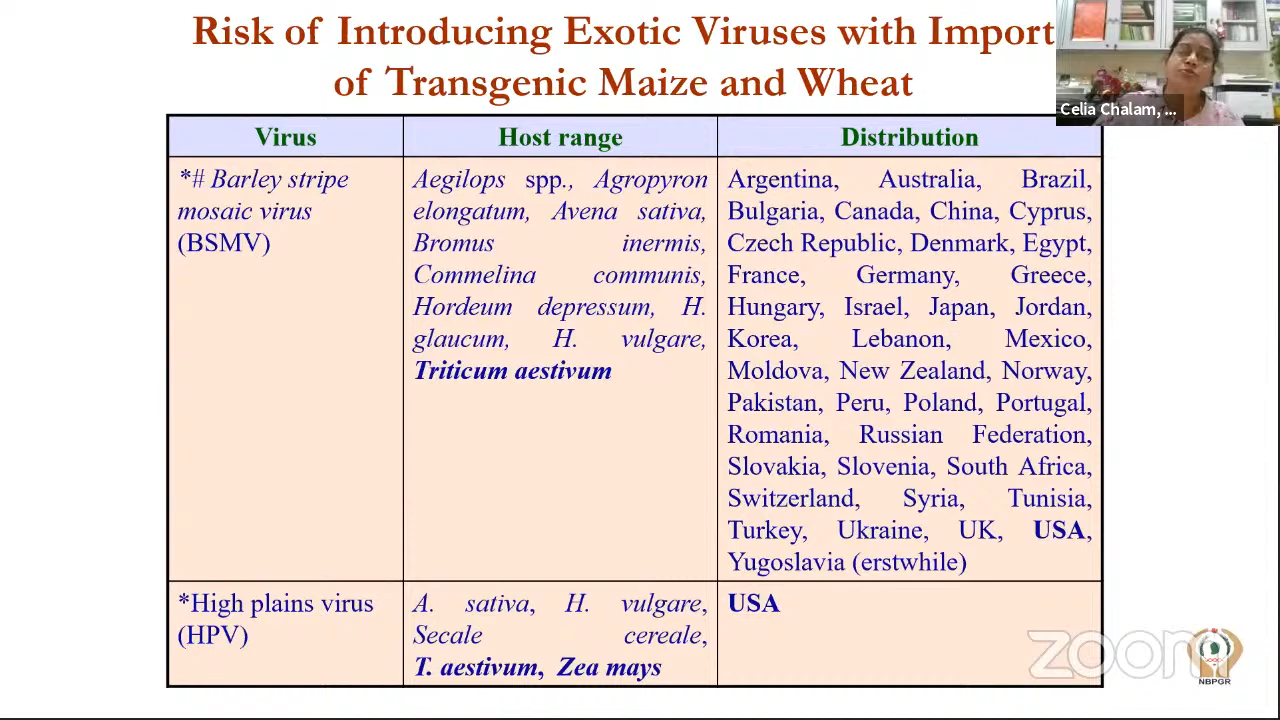 Risk of Introducing Exotic Viruses with Import
of Transgenic Maize and Wheat
Celia Chalam, ...
Virus
Host range
Distribution
*# Barley stripe
mosaic virus
(BSMV)
Aegilops spp., Agropyron
elongatum, Avena sativa,
Bromus inermis,
Commelina communis,
Hordeum depressum, H.
glaucum, H. vulgare,
Triticum aestivum
Argentina, Australia, Brazil,
Bulgaria, Canada, China, Cyprus,
Czech Republic, Denmark, Egypt,
France, Germany, Greece,
Hungary, Israel, Japan, Jordan,
Korea, Lebanon, Mexico,
Moldova, New Zealand, Norway,
Pakistan, Peru, Poland, Portugal,
Romania, Russian Federation,
Slovakia, Slovenia, South Africa,
Switzerland, Syria, Tunisia,
Turkey, Ukraine, UK, USA,
Yugoslavia (erstwhile)
*High plains virus
(HPV)
A. sativa, H. vulgare,
Secale cereale,
T. aestivum, Zea mays
USA
zoom
NBPGR